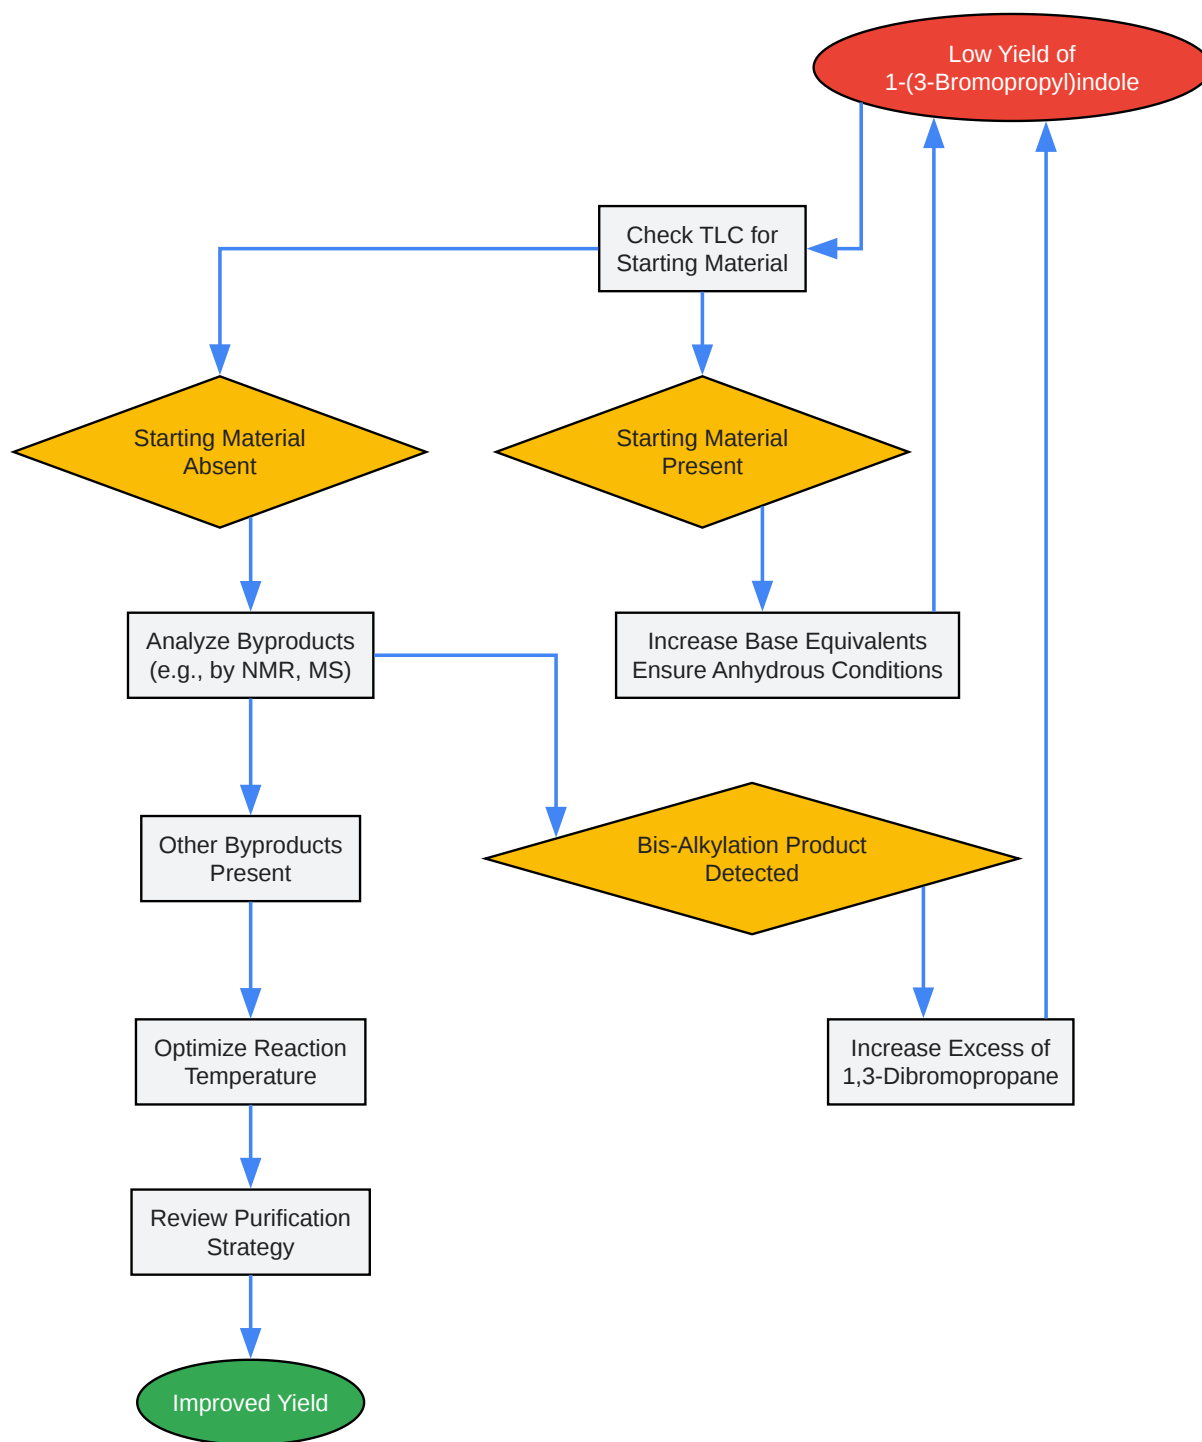 Low Yield of
1-(3-Bromopropyl)indole
Check TLC for
Starting Material
Starting Material
Absent
Starting Material
Present
Analyze Byproducts
(e.g., by NMR, MS)
Increase Base Equivalents
Ensure Anhydrous Conditions
Other Byproducts
Present
Bis-Alkylation Product
Detected
Optimize Reaction
Temperature
Increase Excess of
1,3-Dibromopropane
Review Purification
Strategy
Improved Yield